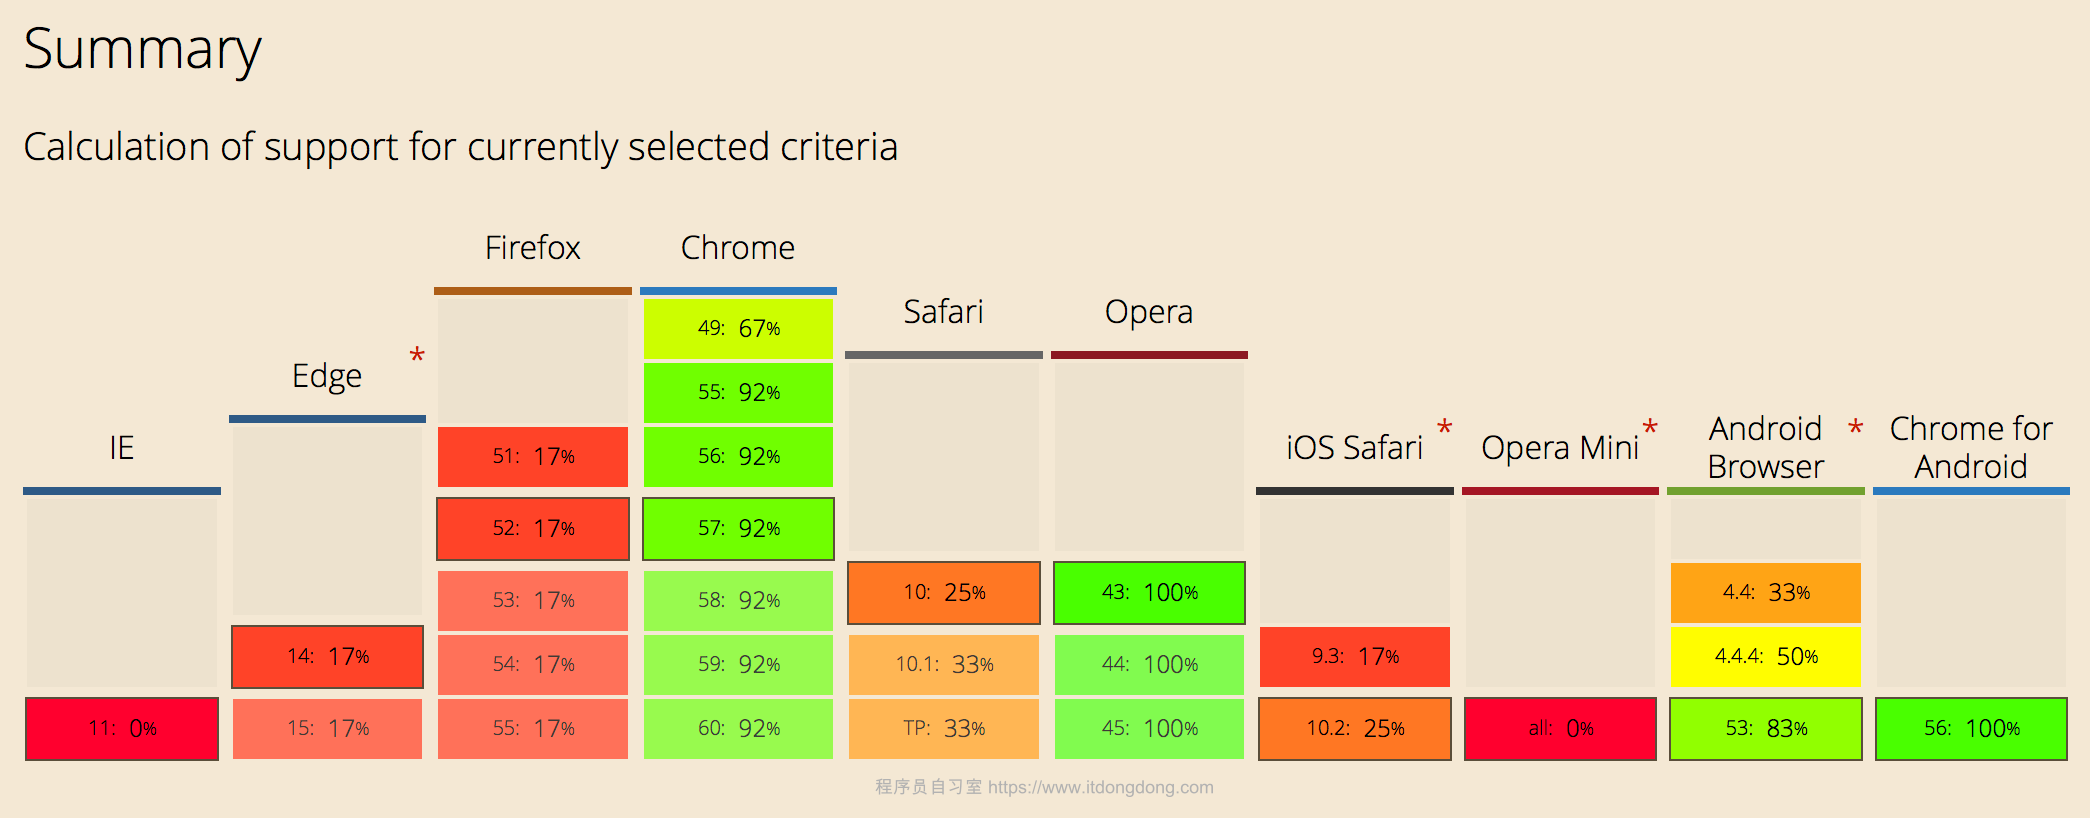 Summary
Calculation of support for currently selected criteria
IE
11: 0%
Edge *
14: 17%
15: 17%
Firefox
51: 17%
52: 17%
53: 17%
54: 17%
55: 17%
Chrome
49: 67%
55: 92%
56: 92%
57: 92%
58: 92%
59: 92%
60: 92%
Safari
10: 25%
10.1: 33%
TP: 33%
Opera
43: 100%
44: 100%
45: 100%
iOS Safari *
9.3: 17%
10.2: 25%
Opera Mini *
all: 0%
Android *
Browser
4.4: 33%
4.4.4: 50%
53: 83%
Chrome for
Android
56: 100%
程序员自习室 https://www.itdongdong.com